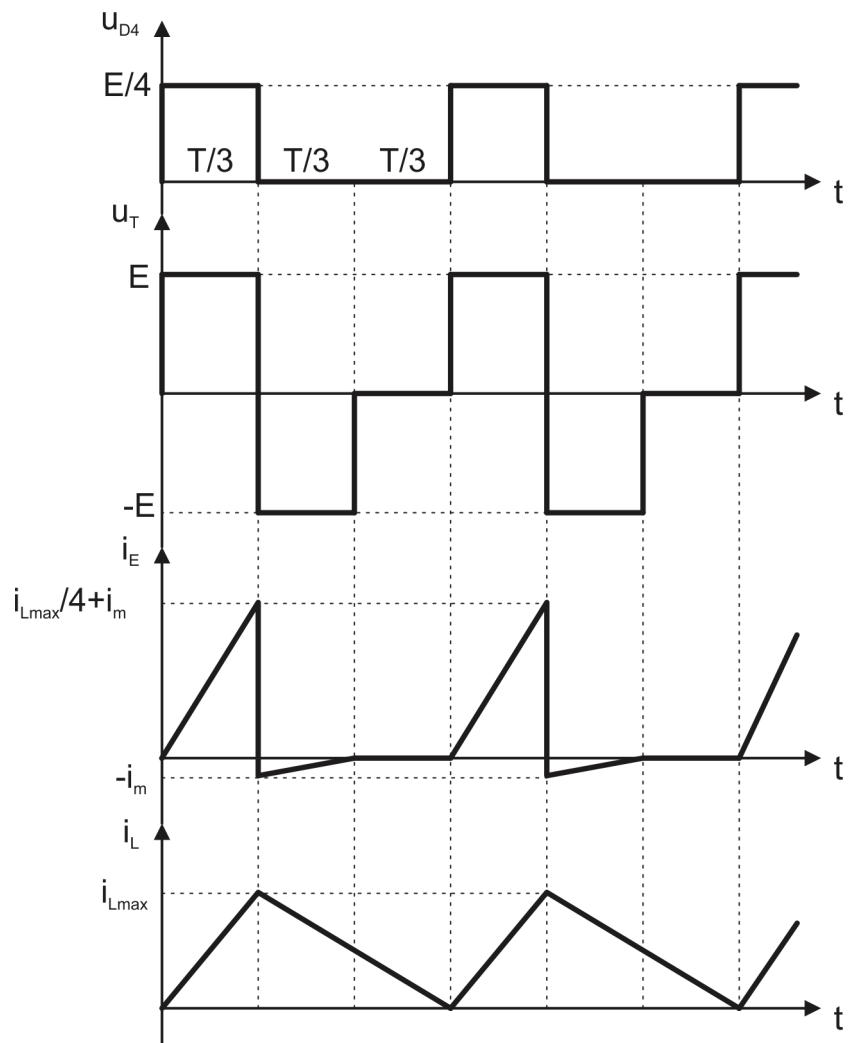 u_D4
E/4
T/3 T/3 T/3
t
u_T
E
t
-E
i_E
i_Lmax/4+i_m
-i_m
t
i_L
i_Lmax
t